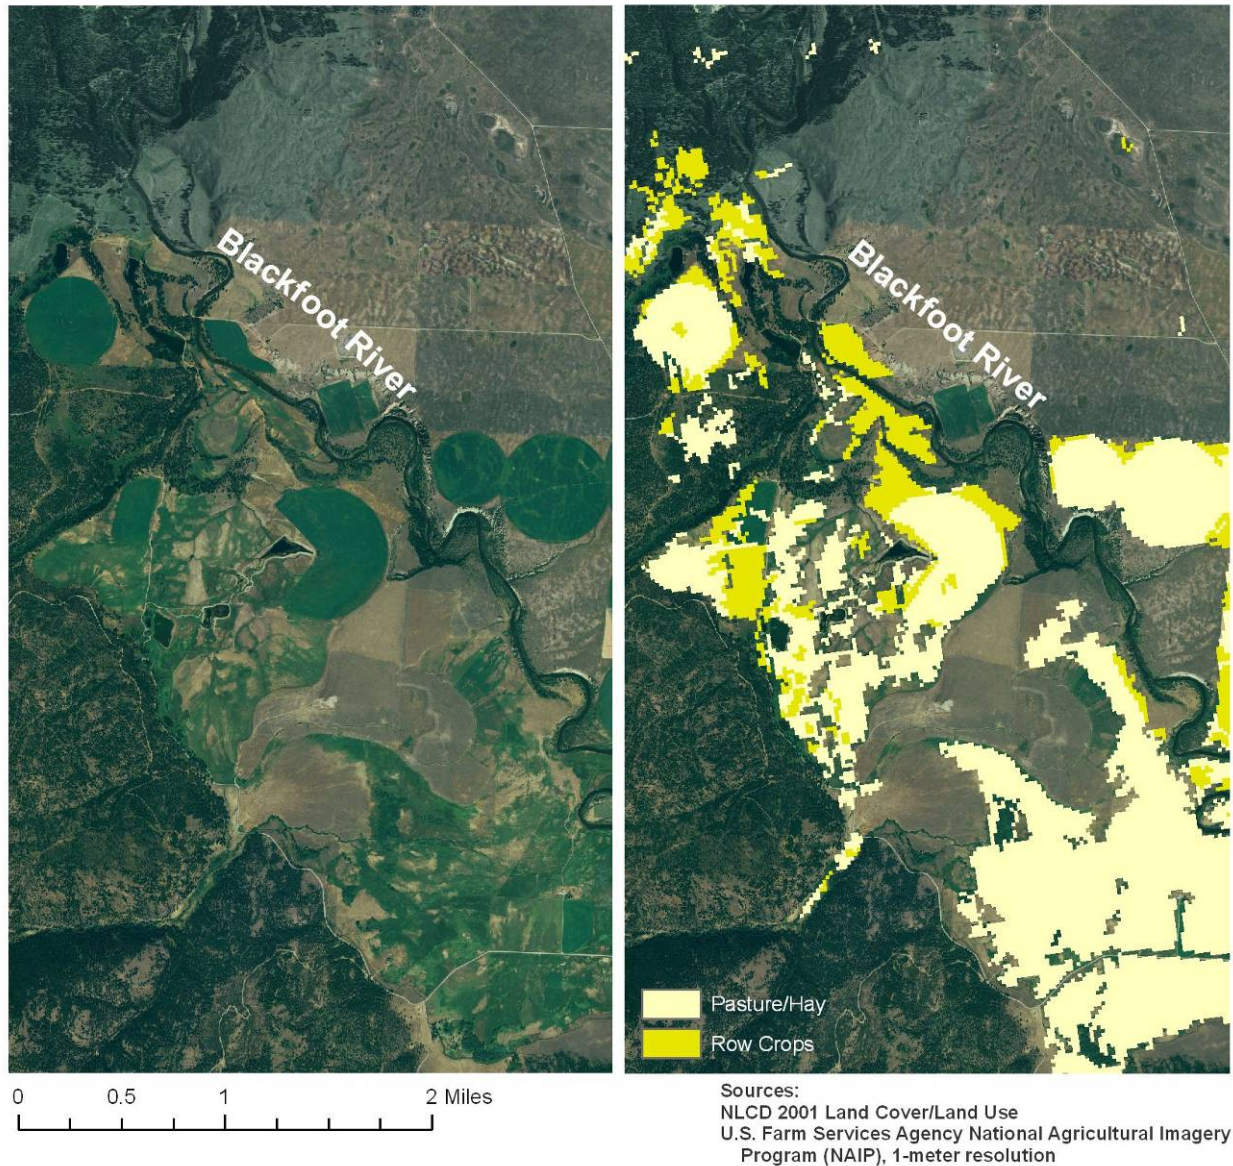 Blackfoot River
Blackfoot River
Pasture/Hay
Row Crops
0 0.5 1 2 Miles
Sources:
NLCD 2001 Land Cover/Land Use
U.S. Farm Services Agency National Agricultural Imagery
Program (NAIP), 1-meter resolution